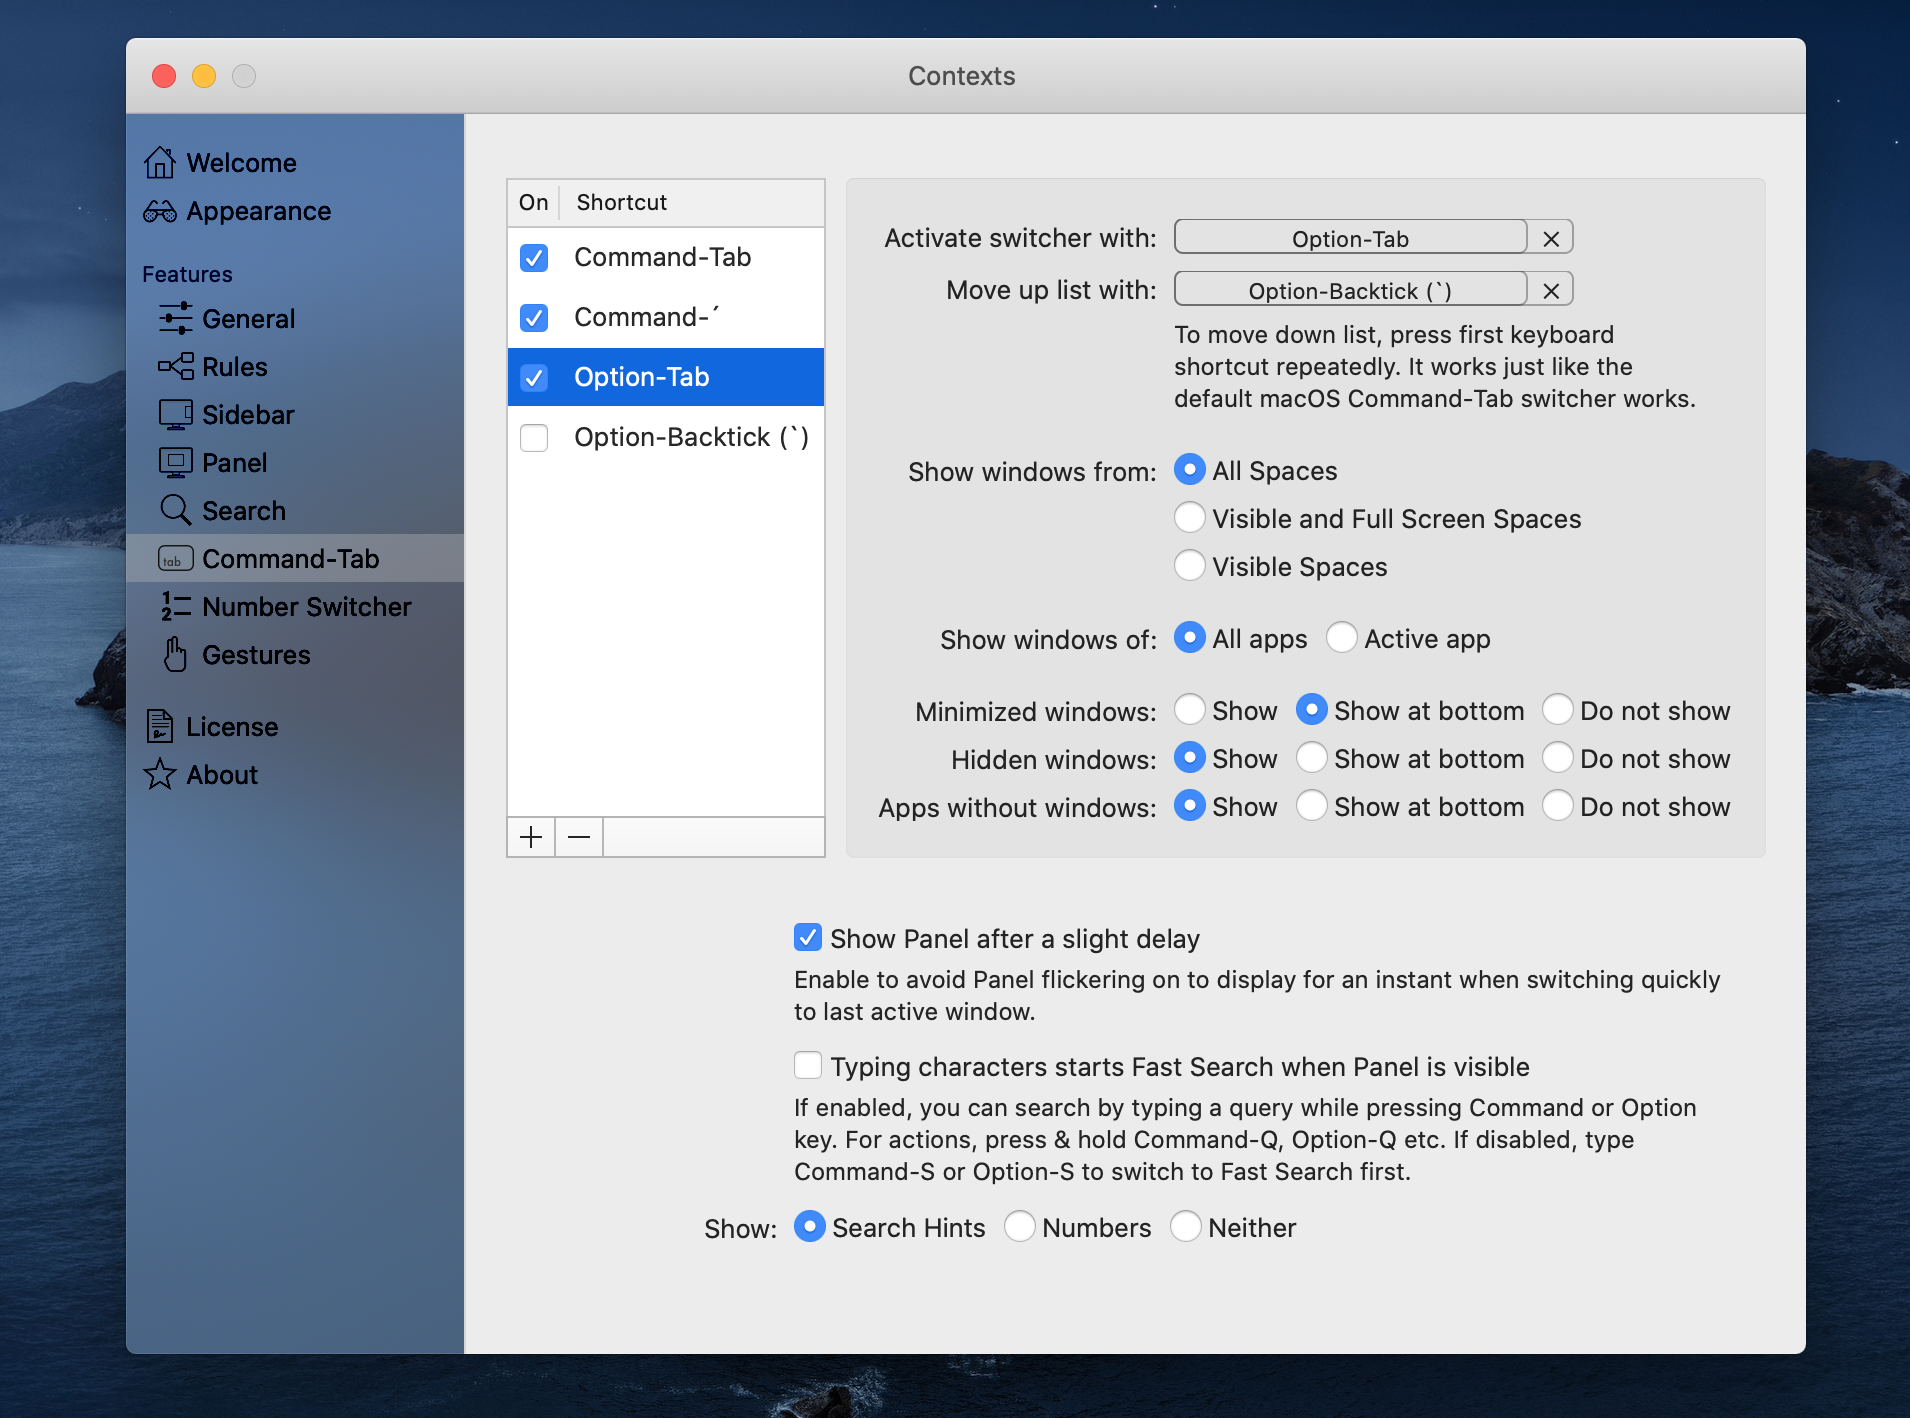 Contexts
Welcome
Appearance
Features
General
Rules
Sidebar
Panel
Search
tab Command-Tab
1 2 Number Switcher
Gestures
License
About
On Shortcut
Command-Tab
Command-´
Option-Tab
Option-Backtick (`)
Activate switcher with: Option-Tab
Move up list with: Option-Backtick (`)
To move down list, press first keyboard
shortcut repeatedly. It works just like the
default macOS Command-Tab switcher works.
Show windows from: All Spaces
Visible and Full Screen Spaces
Visible Spaces
Show windows of: All apps Active app
Minimized windows: Show Show at bottom Do not show
Hidden windows: Show Show at bottom Do not show
Apps without windows: Show Show at bottom Do not show
Show Panel after a slight delay
Enable to avoid Panel flickering on to display for an instant when switching quickly
to last active window.
Typing characters starts Fast Search when Panel is visible
If enabled, you can search by typing a query while pressing Command or Option
key. For actions, press & hold Command-Q, Option-Q etc. If disabled, type
Command-S or Option-S to switch to Fast Search first.
Show: Search Hints Numbers Neither